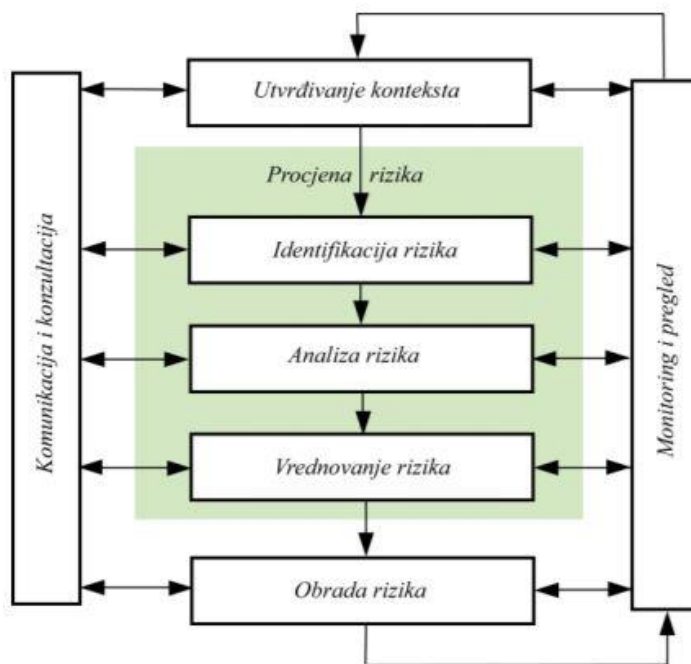 Utvrđivanje konteksta
Procjena rizika
Identifikacija rizika
Analiza rizika
Vrednovanje rizika
Obrada rizika
Komunikacija i konzultacija
Monitoring i pregled